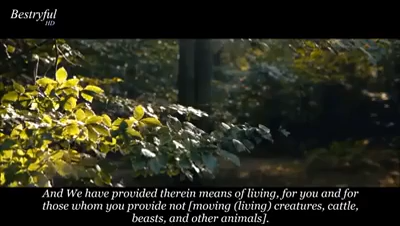 Bestryful
HD
And We have provided therein means of living, for you and for
those whom you provide not [moving (living) creatures, cattle,
beasts, and other animals].